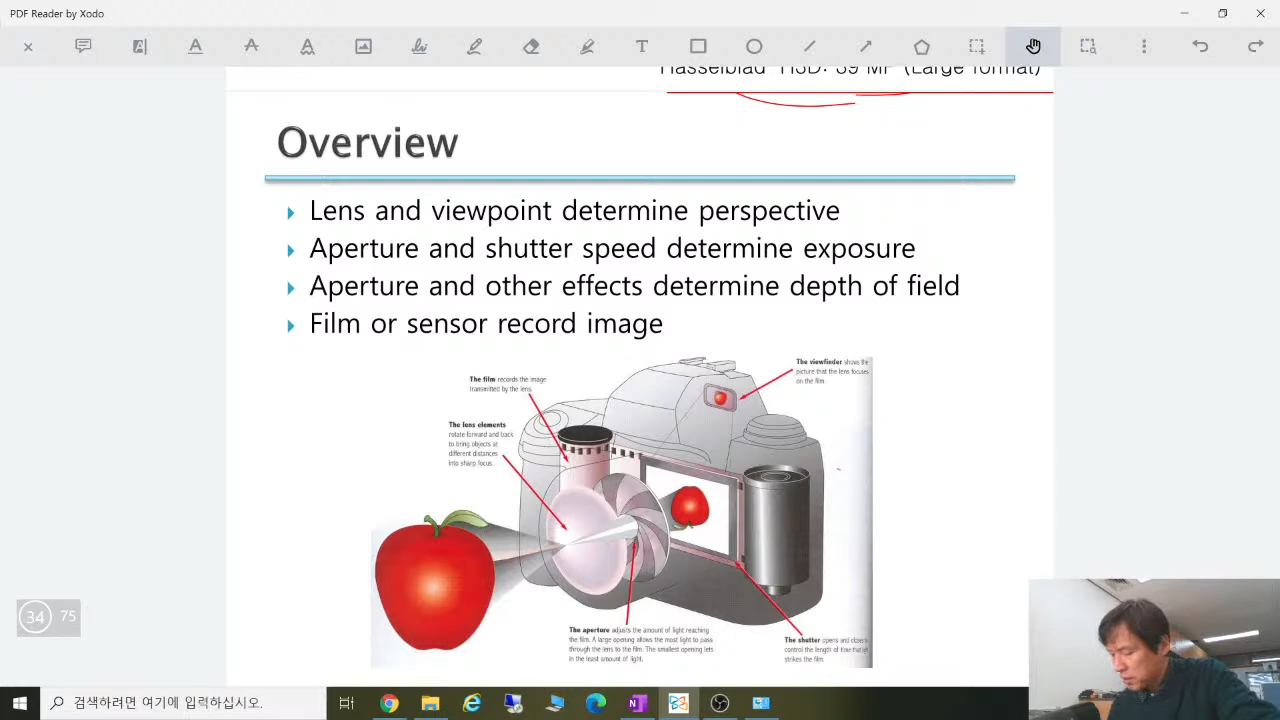 PDF Reader by Xodo
Hasselblad H3D: 39 MP (Large format)
Overview
Lens and viewpoint determine perspective
Aperture and shutter speed determine exposure
Aperture and other effects determine depth of field
Film or sensor record image
The viewfinder shows the
picture that the lens focuses
on the film.
The film records the image
transmitted by the lens.
The lens elements
rotate forward and back
to bring objects at
different distances
into sharp focus.
The aperture adjusts the amount of light reaching
the film. A large opening allows the most light to pass
through the lens to the film. The smallest opening lets
in the least amount of light.
The shutter opens and closes
control the length of time that
strikes the film.
34 75
검색하려면 여기에 입력하십시오.